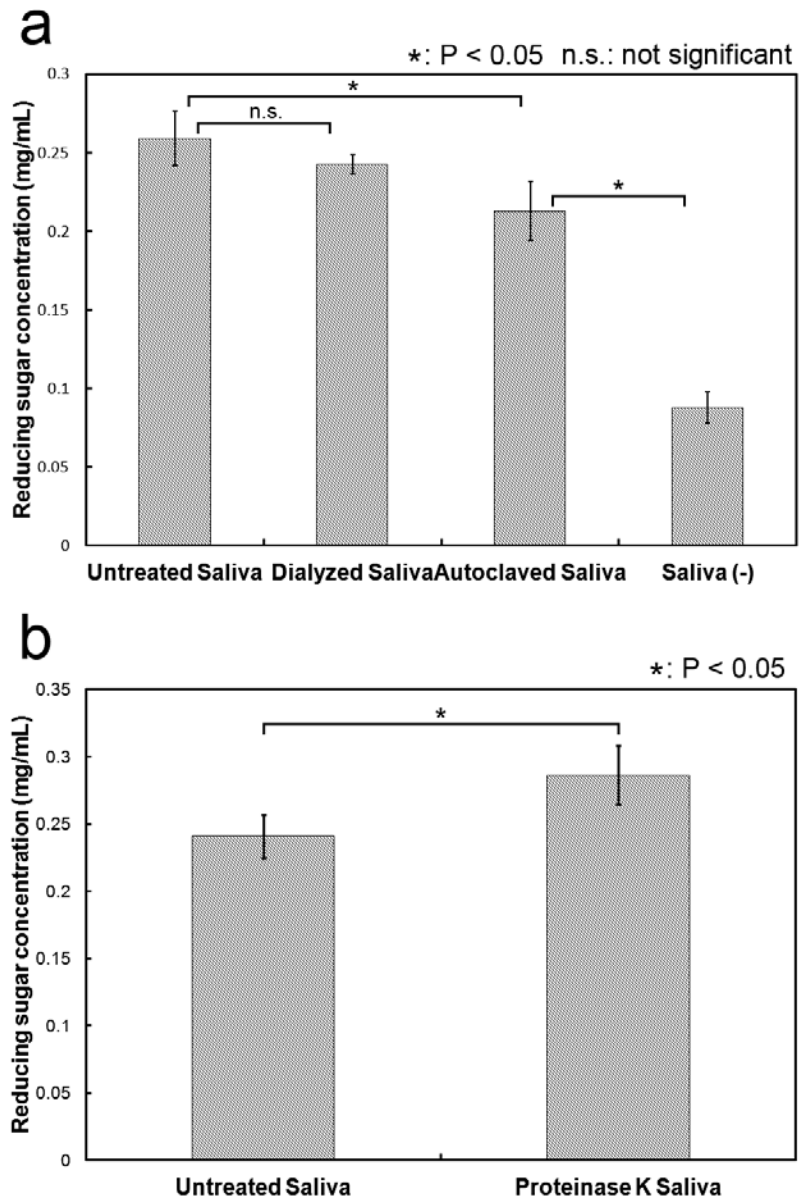 a
*: P < 0.05 n.s.: not significant
0.3
*
n.s.
0.25
*
0.2
0.15
0.1
0.05
0
Reducing sugar concentration (mg/mL)
Untreated Saliva Dialyzed Saliva Autoclaved Saliva Saliva (-)
b
*: P < 0.05
0.35
*
0.3
0.25
0.2
0.15
0.1
0.05
0
Reducing sugar concentration (mg/mL)
Untreated Saliva Proteinase K Saliva